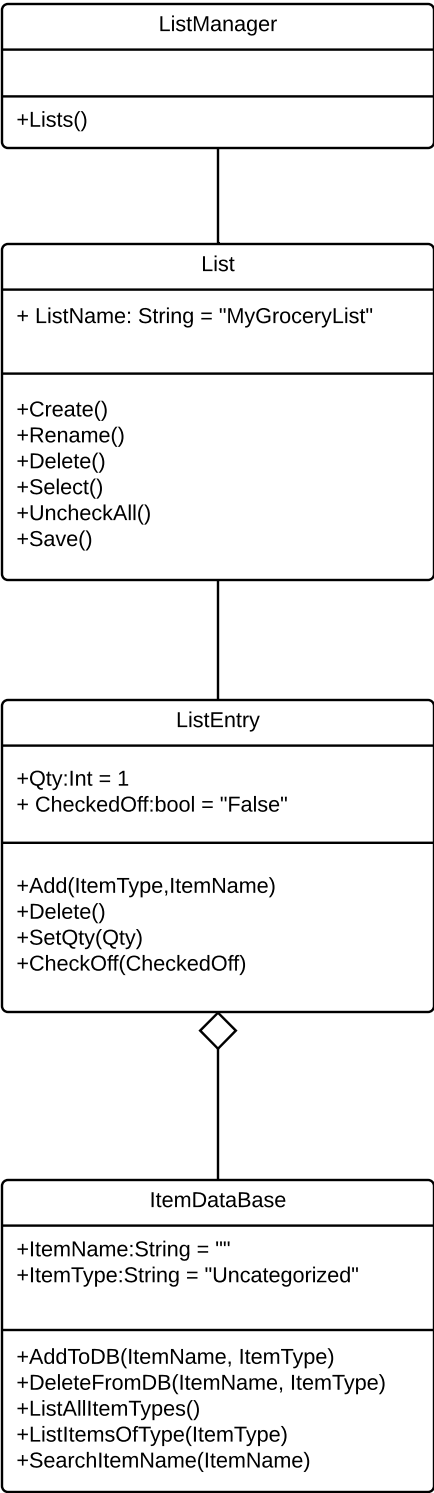 ListManager
+Lists()
List
+ ListName: String = "MyGroceryList"
+Create()
+Rename()
+Delete()
+Select()
+UncheckAll()
+Save()
ListEntry
+Qty:Int = 1
+ CheckedOff:bool = "False"
+Add(ItemType,ItemName)
+Delete()
+SetQty(Qty)
+CheckOff(CheckedOff)
ItemDataBase
+ItemName:String = ""
+ItemType:String = "Uncategorized"
+AddToDB(ItemName, ItemType)
+DeleteFromDB(ItemName, ItemType)
+ListAllItemTypes()
+ListItemsOfType(ItemType)
+SearchItemName(ItemName)